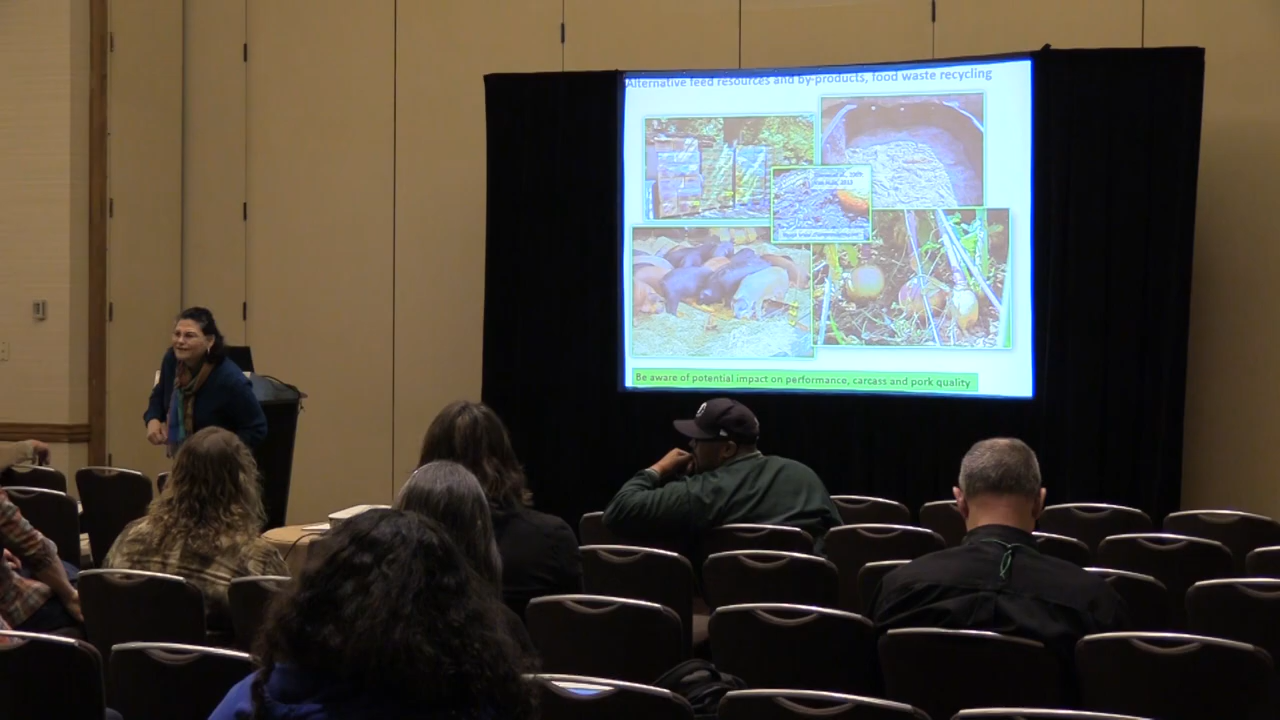 Alternative feed resources and by-products, food waste recycling
Be aware of potential impact on performance, carcass and pork quality